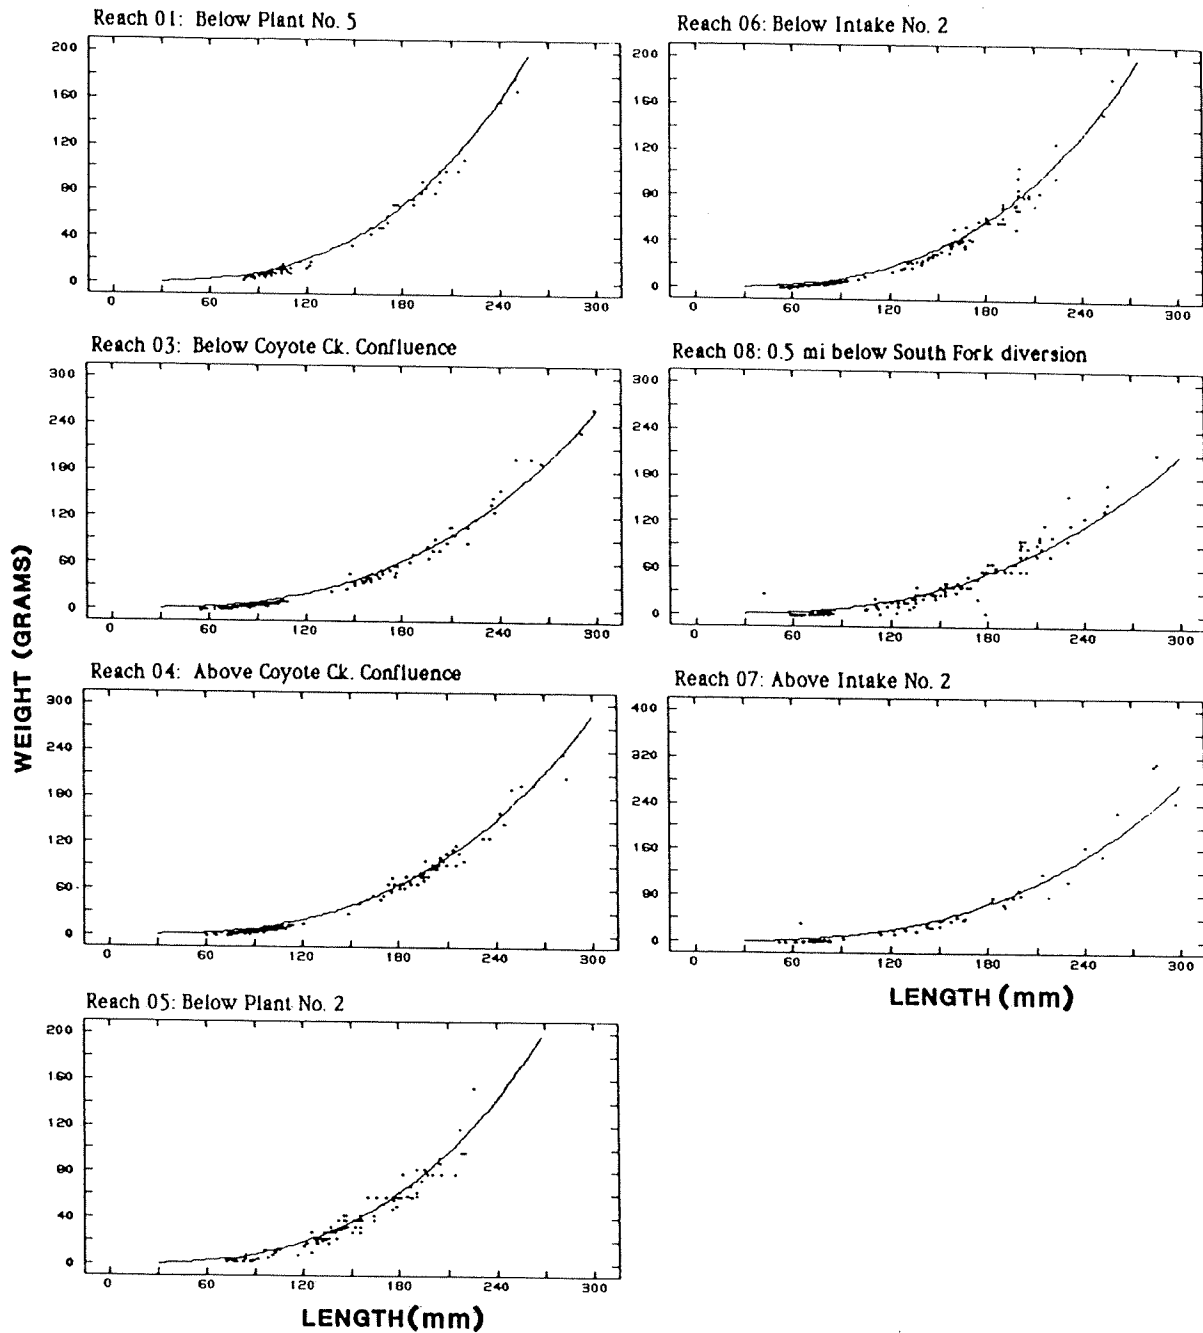 Reach 01: Below Plant No. 5
200
160
120
80
40
0
0 60 120 180 240 300
Reach 06: Below Intake No. 2
200
160
120
80
40
0
0 60 120 180 240 300
Reach 03: Below Coyote Ck. Confluence
300
240
180
120
60
0
0 60 120 180 240 300
Reach 08: 0.5 mi below South Fork diversion
300
240
180
120
60
0
0 60 120 180 240 300
WEIGHT (GRAMS)
Reach 04: Above Coyote Ck. Confluence
300
240
180
120
60
0
0 60 120 180 240 300
Reach 07: Above Intake No. 2
400
320
240
160
80
0
0 60 120 180 240 300
LENGTH (mm)
Reach 05: Below Plant No. 2
200
160
120
80
40
0
0 60 120 180 240 300
LENGTH (mm)